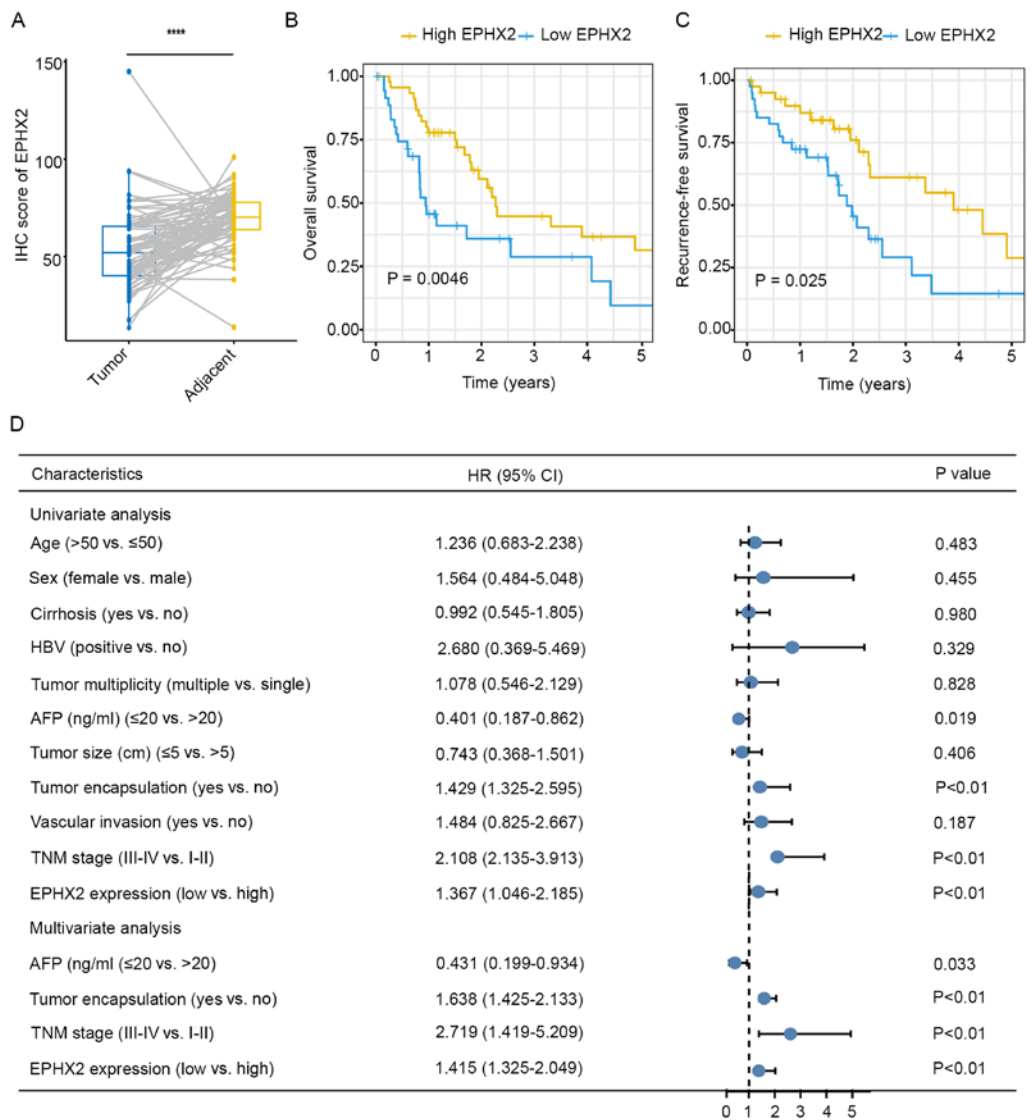 A
****
IHC score of EPHX2
150
100
50
Tumor
Adjacent
B
High EPHX2 Low EPHX2
Overall survival
1.00
0.75
0.50
0.25
0.00
P = 0.0046
0 1 2 3 4 5
Time (years)
C
High EPHX2 Low EPHX2
Recurrence-free survival
1.00
0.75
0.50
0.25
0.00
P = 0.025
0 1 2 3 4 5
Time (years)
D
Characteristics HR (95% CI) P value
Univariate analysis
Age (>50 vs. ≤50) 1.236 (0.683-2.238) 0.483
Sex (female vs. male) 1.564 (0.484-5.048) 0.455
Cirrhosis (yes vs. no) 0.992 (0.545-1.805) 0.980
HBV (positive vs. no) 2.680 (0.369-5.469) 0.329
Tumor multiplicity (multiple vs. single) 1.078 (0.546-2.129) 0.828
AFP (ng/ml) (≤20 vs. >20) 0.401 (0.187-0.862) 0.019
Tumor size (cm) (≤5 vs. >5) 0.743 (0.368-1.501) 0.406
Tumor encapsulation (yes vs. no) 1.429 (1.325-2.595) P<0.01
Vascular invasion (yes vs. no) 1.484 (0.825-2.667) 0.187
TNM stage (III-IV vs. I-II) 2.108 (2.135-3.913) P<0.01
EPHX2 expression (low vs. high) 1.367 (1.046-2.185) P<0.01
Multivariate analysis
AFP (ng/ml (≤20 vs. >20) 0.431 (0.199-0.934) 0.033
Tumor encapsulation (yes vs. no) 1.638 (1.425-2.133) P<0.01
TNM stage (III-IV vs. I-II) 2.719 (1.419-5.209) P<0.01
EPHX2 expression (low vs. high) 1.415 (1.325-2.049) P<0.01
0 1 2 3 4 5